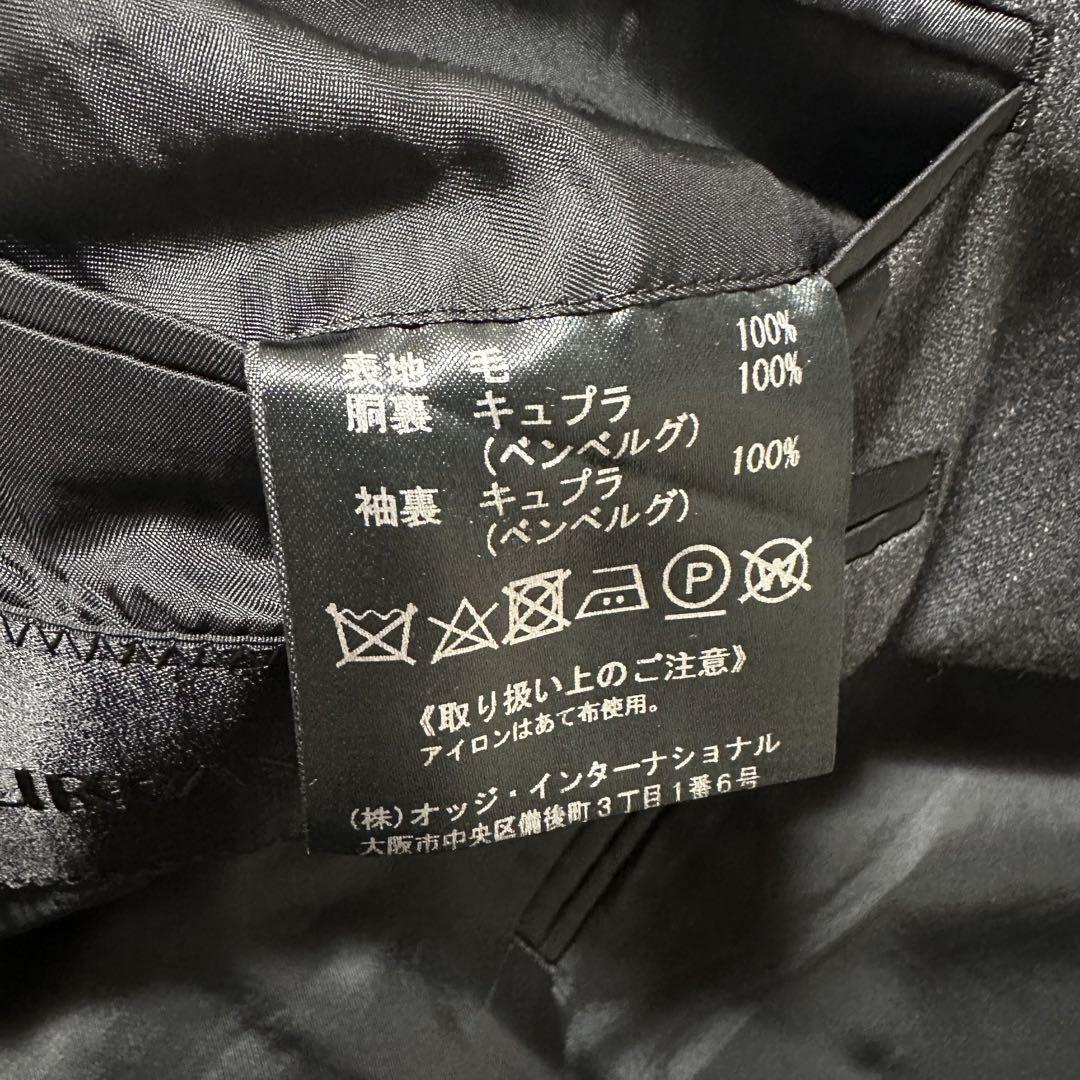 表地 毛 100%
胴裏 キュプラ 100%
(ベンベルグ)
袖裏 キュプラ 100%
(ベンベルグ)
P W
《取り扱い上のご注意》
アイロンはあて布使用。
(株)オッジ・インターナショナル
大阪市中央区備後町3丁目1番6号